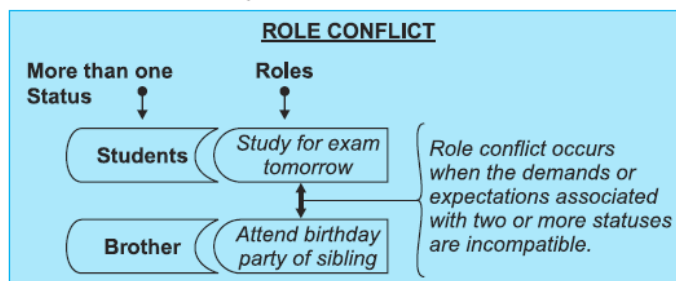 ROLE CONFLICT
More than one
Status
Roles
Students
Study for exam
tomorrow
Brother
Attend birthday
party of sibling
Role conflict occurs
when the demands or
expectations associated
with two or more statuses
are incompatible.